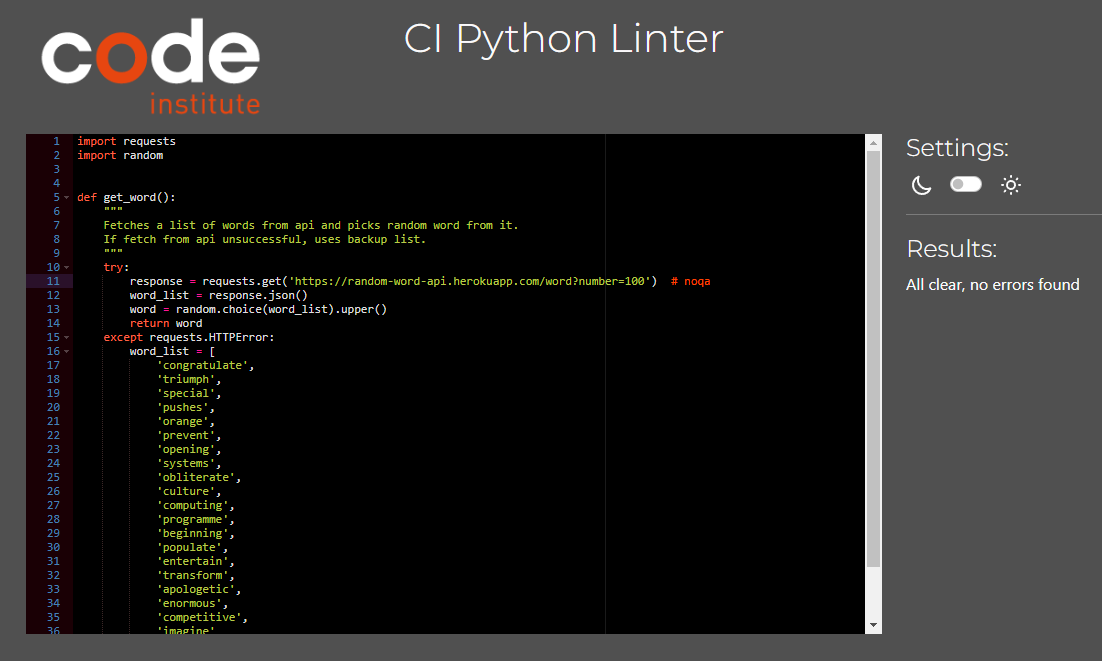 code
institute
CI Python Linter
1 import requests
2 import random
3
4
5 def get_word():
6     """
7     Fetches a list of words from api and picks random word from it.
8     If fetch from api unsuccessful, uses backup list.
9     """
10     try:
11         response = requests.get('https://random-word-api.herokuapp.com/word?number=100')  # noqa
12         word_list = response.json()
13         word = random.choice(word_list).upper()
14         return word
15     except requests.HTTPError:
16         word_list = [
17             'congratulate',
18             'triumph',
19             'special',
20             'pushes',
21             'orange',
22             'prevent',
23             'opening',
24             'systems',
25             'obliterate',
26             'culture',
27             'computing',
28             'programme',
29             'beginning',
30             'populate',
31             'entertain',
32             'transform',
33             'apologetic',
34             'enormous',
35             'competitive',
36             'imagine'
Settings:
Results:
All clear, no errors found